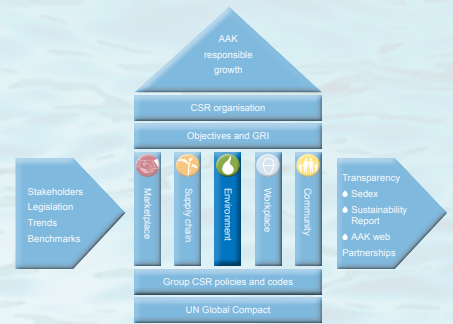 AAK
responsible
growth
CSR organisation
Objectives and GRI
Stakeholders
Legislation
Trends
Benchmarks
Marketplace
Supply chain
Environment
Workplace
Community
Transparency
Sedex
Sustainability
Report
AAK web
Partnerships
Group CSR policies and codes
UN Global Compact